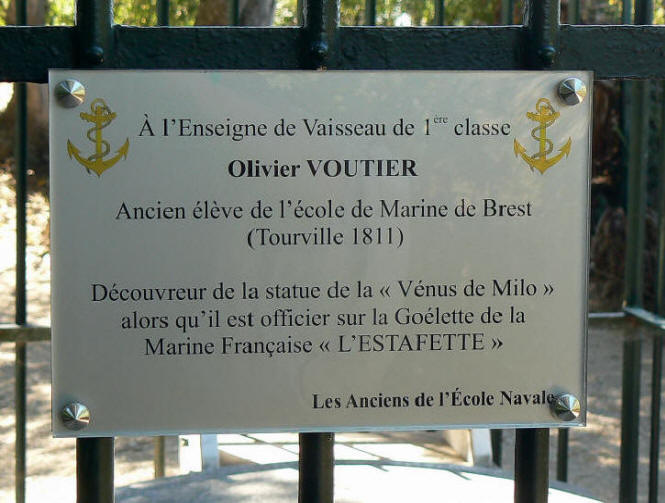 À l'Enseigne de Vaisseau de 1ère classe
Olivier VOUTIER
Ancien élève de l'école de Marine de Brest
(Tourville 1811)
Découvreur de la statue de la « Vénus de Milo »
alors qu'il est officier sur la Goélette de la
Marine Française « L'ESTAFETTE »
Les Anciens de l'École Navale